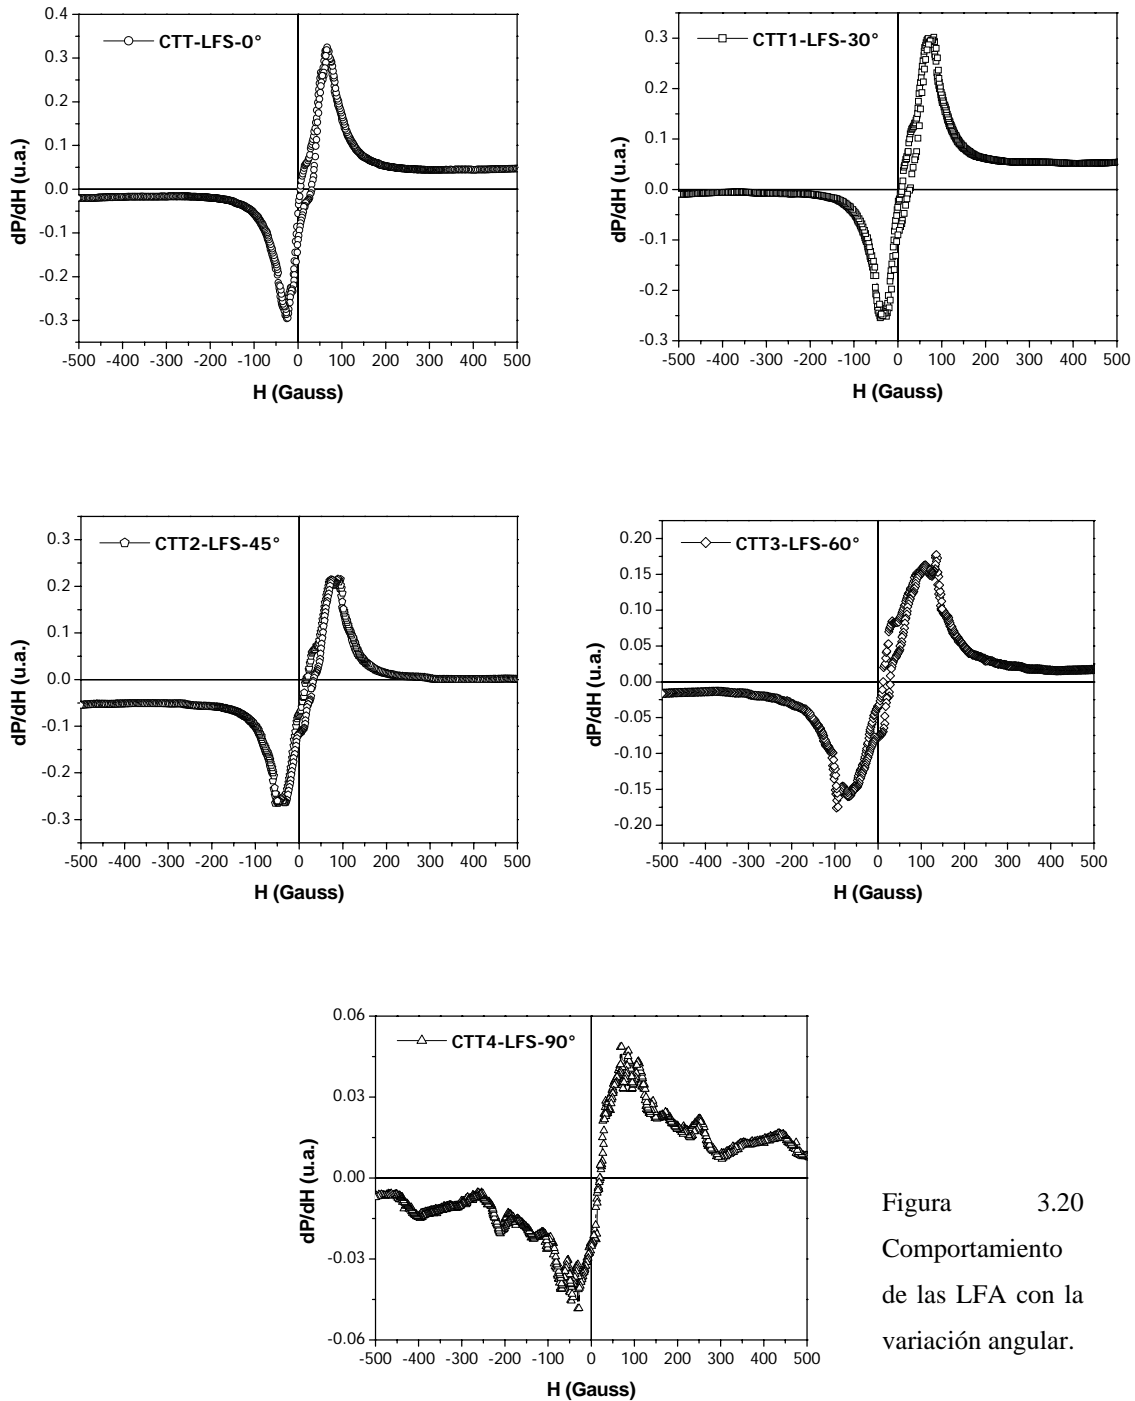 CTT-LFS-0°
0.4
0.3
0.2
0.1
0.0
-0.1
-0.2
-0.3
dP/dH (u.a.)
-500 -400 -300 -200 -100 0 100 200 300 400 500
H (Gauss)
CTT1-LFS-30°
0.3
0.2
0.1
0.0
-0.1
-0.2
-0.3
dP/dH (u.a.)
-500 -400 -300 -200 -100 0 100 200 300 400 500
H (Gauss)
CTT2-LFS-45°
0.3
0.2
0.1
0.0
-0.1
-0.2
-0.3
dP/dH (u.a.)
-500 -400 -300 -200 -100 0 100 200 300 400 500
H (Gauss)
CTT3-LFS-60°
0.20
0.15
0.10
0.05
0.00
-0.05
-0.10
-0.15
-0.20
dP/dH (u.a.)
-500 -400 -300 -200 -100 0 100 200 300 400 500
H (Gauss)
CTT4-LFS-90°
0.06
0.03
0.00
-0.03
-0.06
dP/dH (u.a.)
-500 -400 -300 -200 -100 0 100 200 300 400 500
H (Gauss)
Figura 3.20
Comportamiento
de las LFA con la
variación angular.